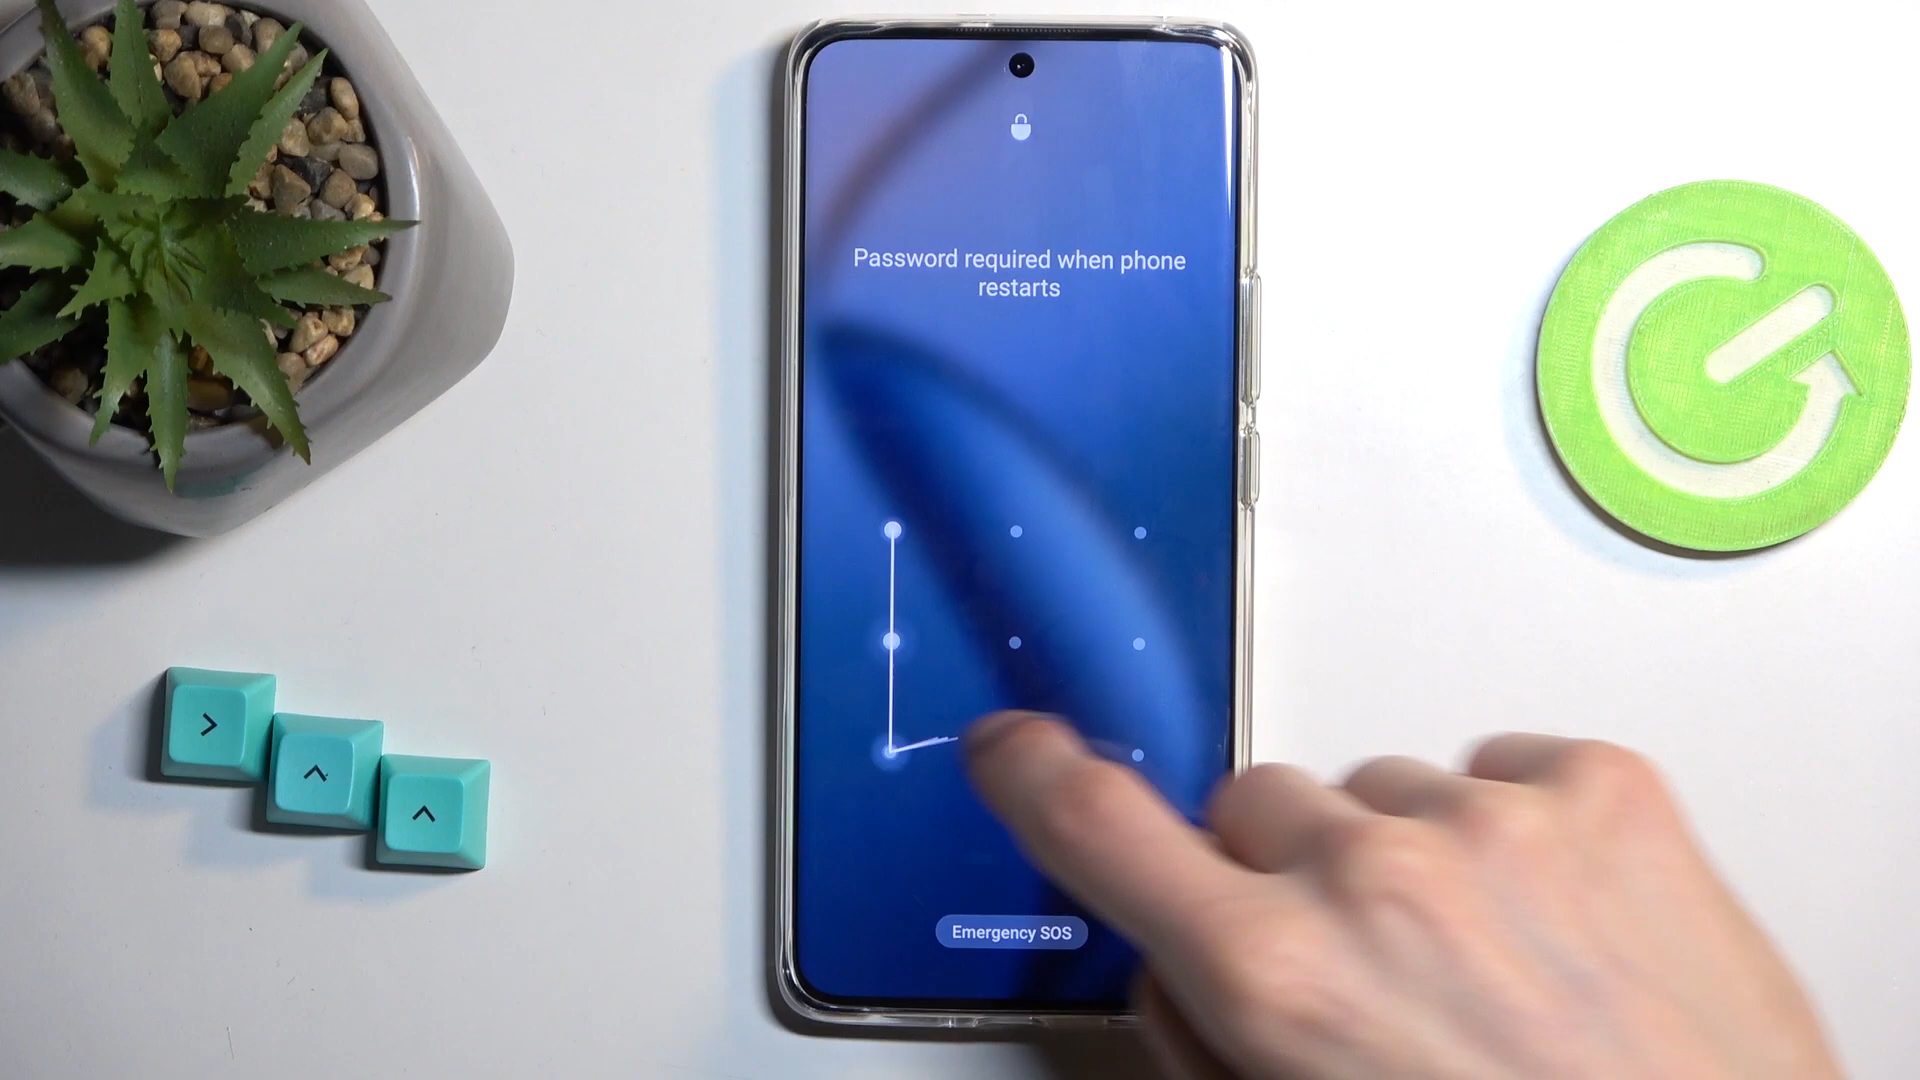 Password required when phone
restarts
>
^
^
Emergency SOS